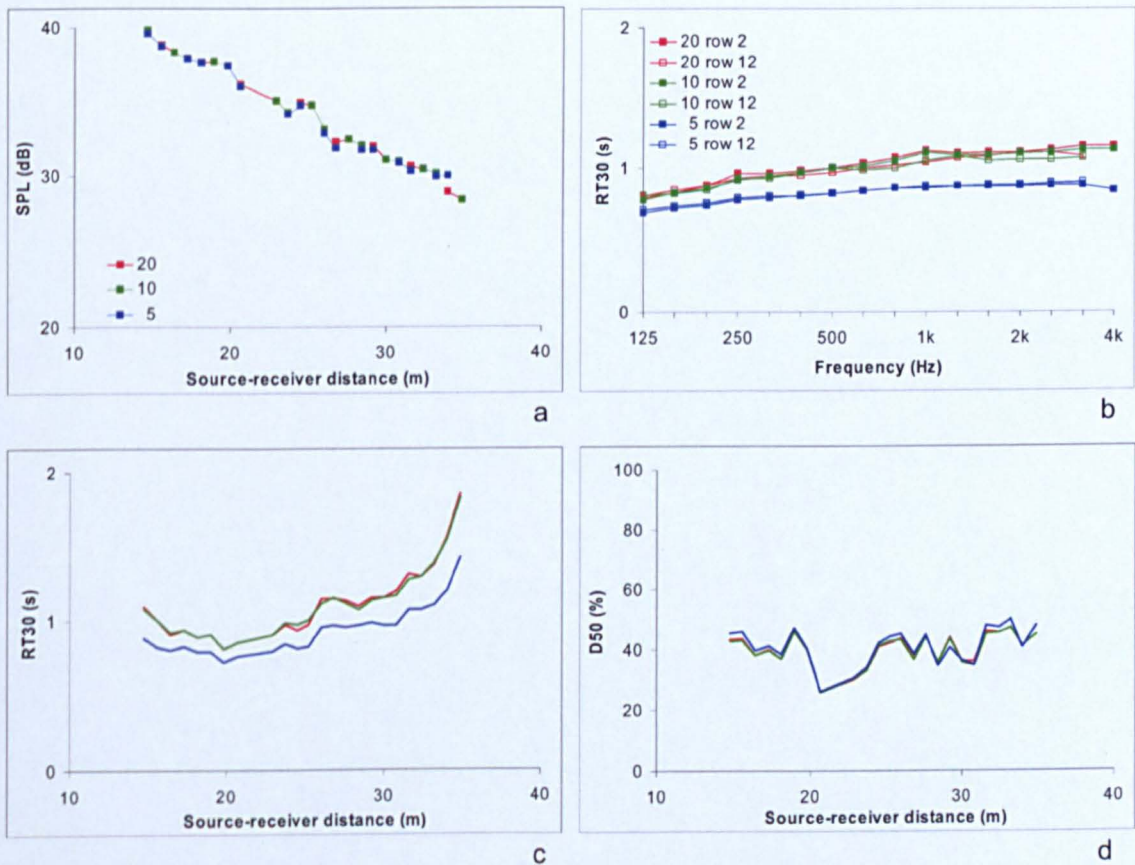 40
30
20
SPL (dB)
20
10
5
10 20 30 40
Source-receiver distance (m)
a
2
1
0
RT30 (s)
20 row 2
20 row 12
10 row 2
10 row 12
5 row 2
5 row 12
125 250 500 1k 2k 4k
Frequency (Hz)
b
2
1
0
RT30 (s)
10 20 30 40
Source-receiver distance (m)
c
100
80
60
40
20
0
D50 (%)
10 20 30 40
Source-receiver distance (m)
d